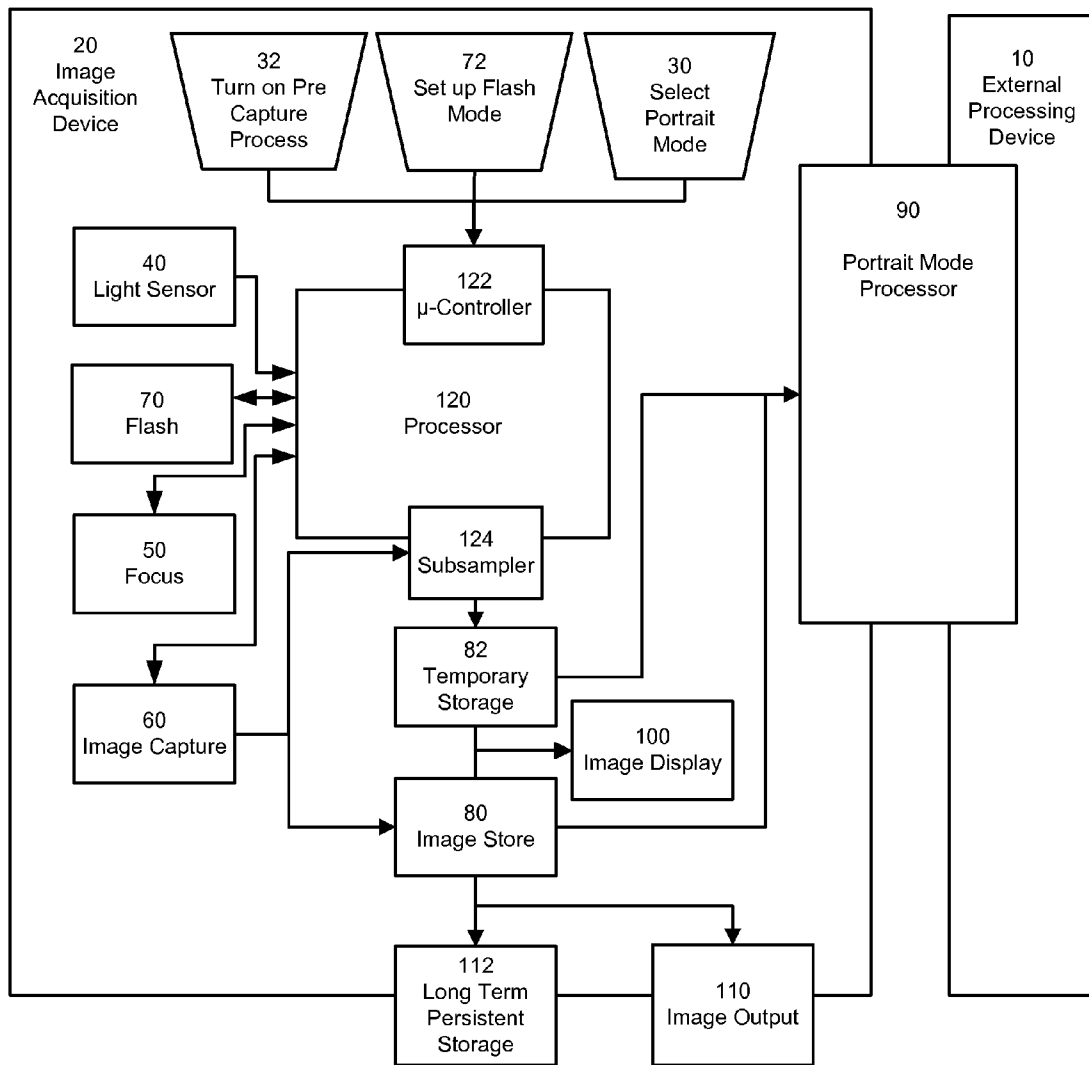 20
Image
Acquisition
Device
32
Turn on Pre
Capture
Process
72
Set up Flash
Mode
30
Select
Portrait
Mode
10
External
Processing
Device
90
Portrait Mode
Processor
40
Light Sensor
122
µ-Controller
70
Flash
120
Processor
50
Focus
124
Subsampler
82
Temporary
Storage
60
Image Capture
100
Image Display
80
Image Store
112
Long Term
Persistent
Storage
110
Image Output